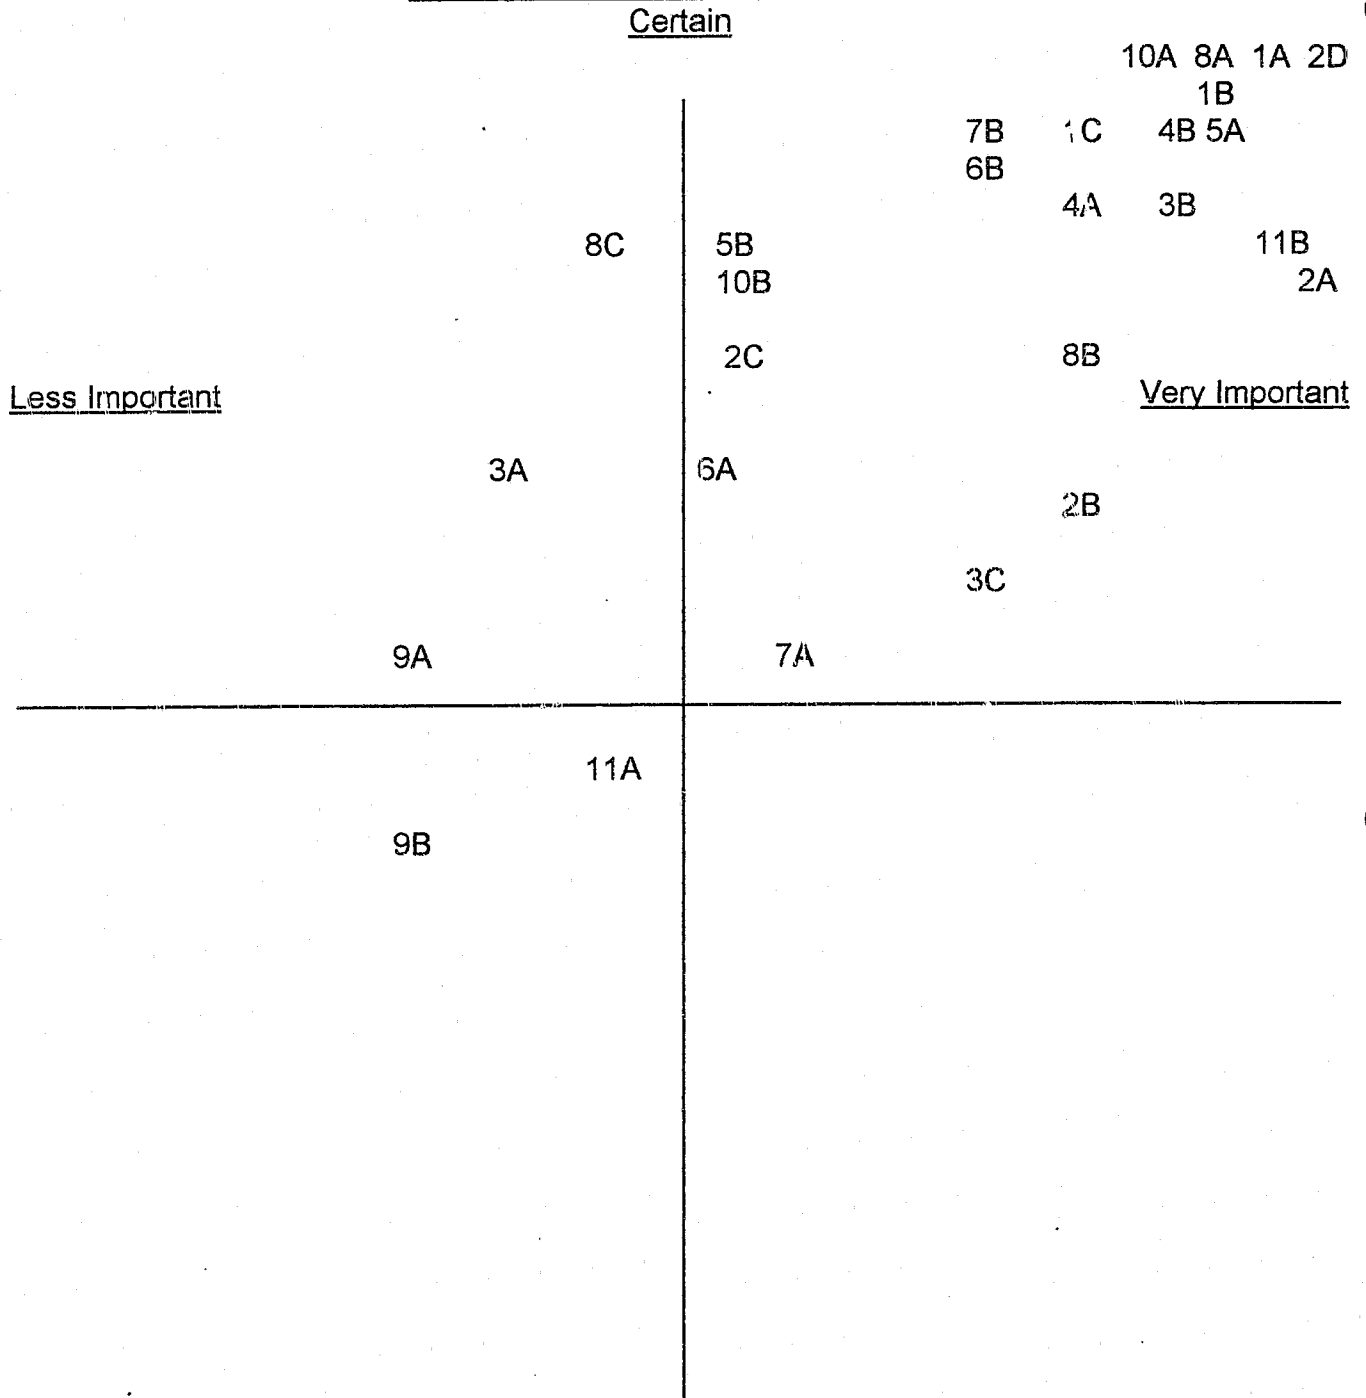 Certain
10A 8A 1A 2D
1B
7B 1C 4B 5A
6B
4A 3B
8C 5B 11B
10B 2A
2C 8B
Less Important Very Important
3A 6A
2B
3C
9A 7A
11A
9B